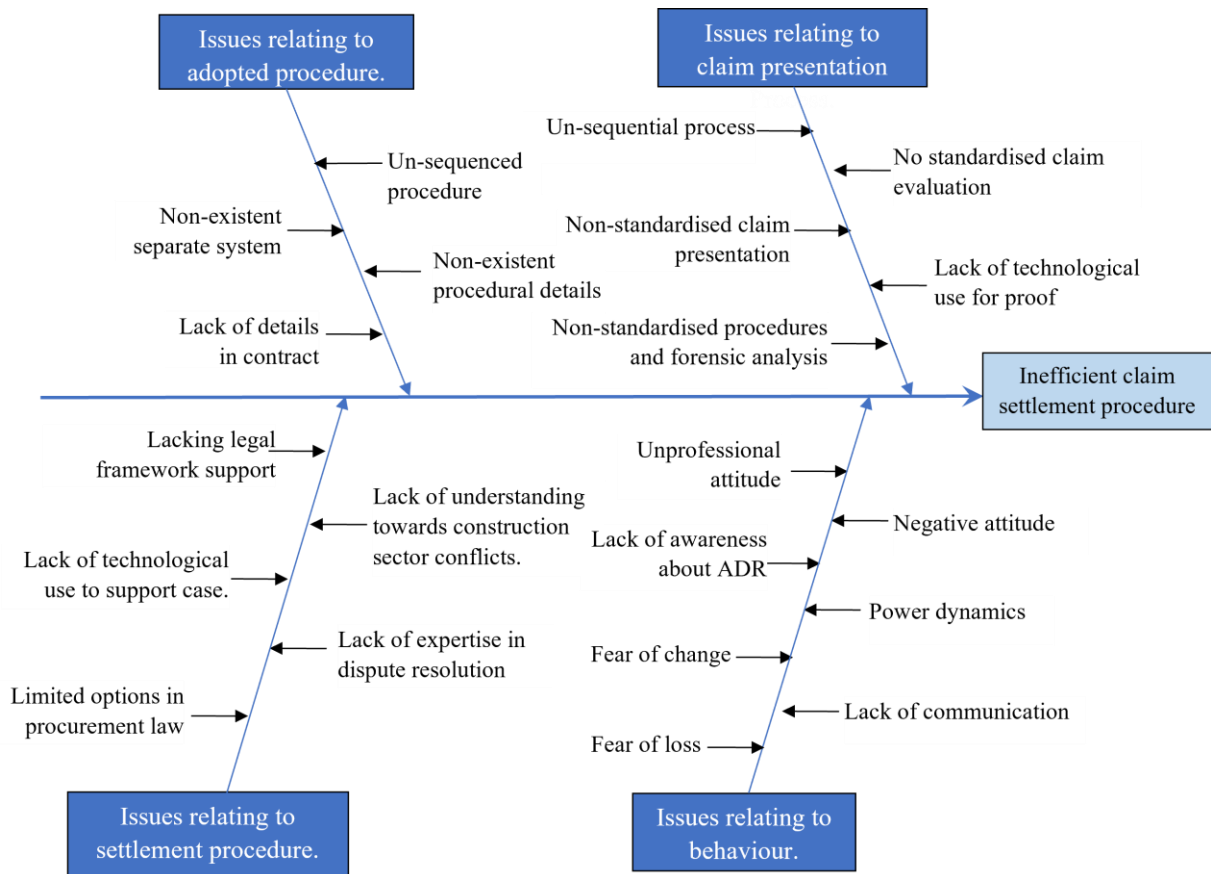 Issues relating to
adopted procedure.
Un-sequenced
procedure
Non-existent
separate system
Non-existent
procedural details
Lack of details
in contract
Issues relating to
claim presentation
Un-sequential process
No standardised claim
evaluation
Non-standardised claim
presentation
Lack of technological
use for proof
Non-standardised procedures
and forensic analysis
Inefficient claim
settlement procedure
Lacking legal
framework support
Lack of understanding
towards construction
sector conflicts.
Lack of technological
use to support case.
Lack of expertise in
dispute resolution
Limited options in
procurement law
Issues relating to
settlement procedure.
Unprofessional
attitude
Negative attitude
Lack of awareness
about ADR
Power dynamics
Fear of change
Lack of communication
Fear of loss
Issues relating to
behaviour.